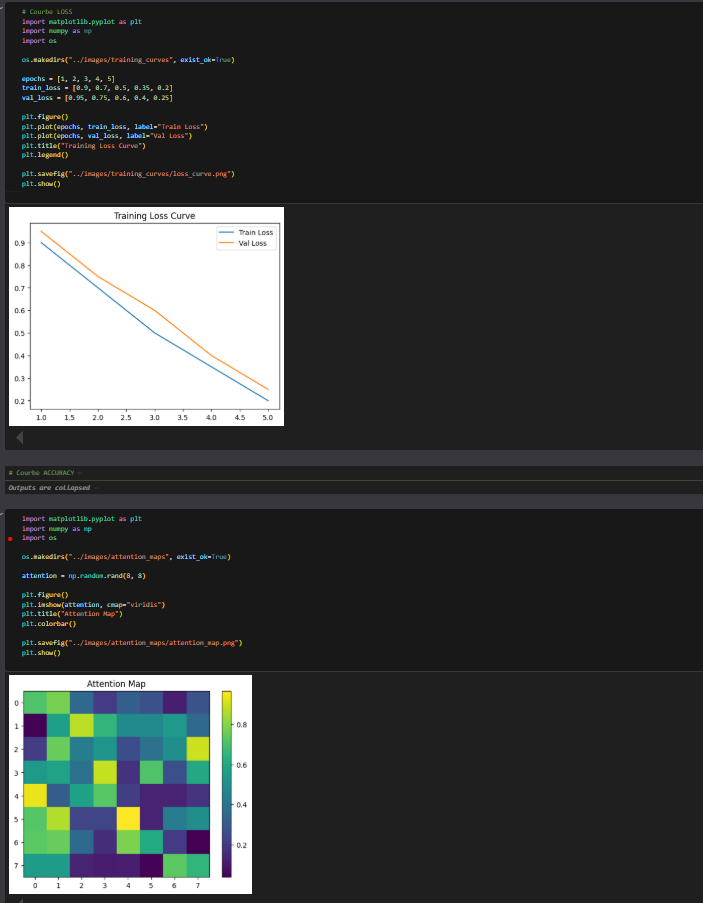 # Courbe LOSS
import matplotlib.pyplot as plt
import numpy as np
import os
os.makedirs("../images/training_curves", exist_ok=True)
epochs = [1, 2, 3, 4, 5]
train_loss = [0.9, 0.7, 0.5, 0.35, 0.2]
val_loss = [0.95, 0.75, 0.6, 0.4, 0.25]
plt.figure()
plt.plot(epochs, train_loss, label="Train Loss")
plt.plot(epochs, val_loss, label="Val Loss")
plt.title("Training Loss Curve")
plt.legend()
plt.savefig("../images/training_curves/loss_curve.png")
plt.show()
Training Loss Curve
Train Loss
Val Loss
0.9
0.8
0.7
0.6
0.5
0.4
0.3
0.2
1.0 1.5 2.0 2.5 3.0 3.5 4.0 4.5 5.0
# Courbe ACCURACY
Outputs are collapsed
import matplotlib.pyplot as plt
import numpy as np
import os
os.makedirs("../images/attention_maps", exist_ok=True)
attention = np.random.rand(8, 8)
plt.figure()
plt.imshow(attention, cmap="viridis")
plt.title("Attention Map")
plt.colorbar()
plt.savefig("../images/attention_maps/attention_map.png")
plt.show()
Attention Map
0
1
2
3
4
5
6
7
0 1 2 3 4 5 6 7
0.8
0.6
0.4
0.2